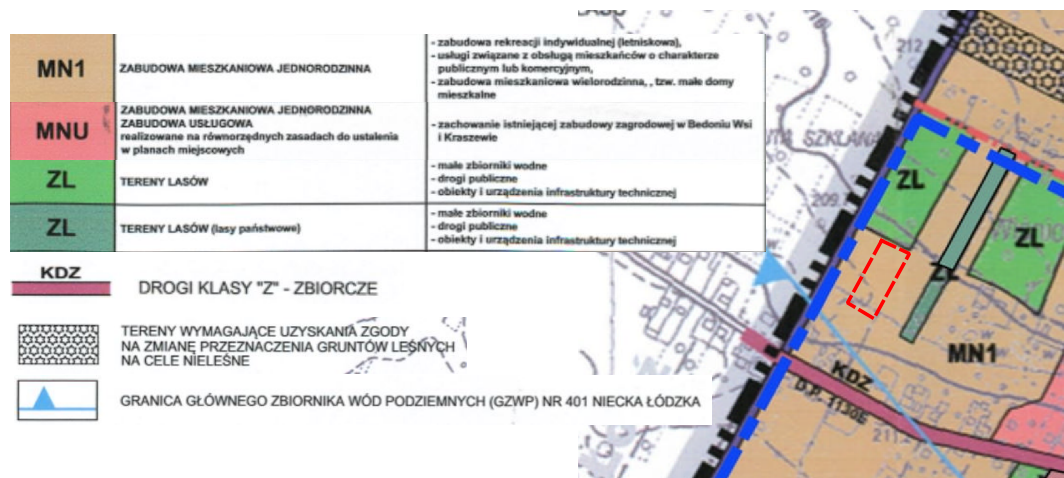 MN1
ZABUDOWA MIESZKANIOWA JEDNORODZINNA
- zabudowa rekreacji indywidualnej (letniskowa),
- usługi związane z obsługą mieszkańców o charakterze
publicznym lub komercyjnym,
- zabudowa mieszkaniowa wielorodzinna, , tzw. małe domy
mieszkalne
MNU
ZABUDOWA MIESZKANIOWA JEDNORODZINNA
ZABUDOWA USŁUGOWA
realizowane na równorzędnych zasadach do ustalenia
w planach miejscowych
- zachowanie istniejącej zabudowy zagrodowej w Bedoniu Wsi
i Kraszewie
ZL
TERENY LASÓW
- małe zbiorniki wodne
- drogi publiczne
- obiekty i urządzenia infrastruktury technicznej
ZL
TERENY LASÓW (lasy państwowe)
- małe zbiorniki wodne
- drogi publiczne
- obiekty i urządzenia infrastruktury technicznej
KDZ
DROGI KLASY "Z" - ZBIORCZE
TERENY WYMAGAJĄCE UZYSKANIA ZGODY
NA ZMIANĘ PRZEZNACZENIA GRUNTÓW LEŚNYCH
NA CELE NIELEŚNE
GRANICA GŁÓWNEGO ZBIORNIKA WÓD PODZIEMNYCH (GZWP) NR 401 NIECKA ŁÓDZKA
212
SZKLANA
ZL
209.
ZL
ZL
MN1
KDZ
D.P. 1130E
211.2